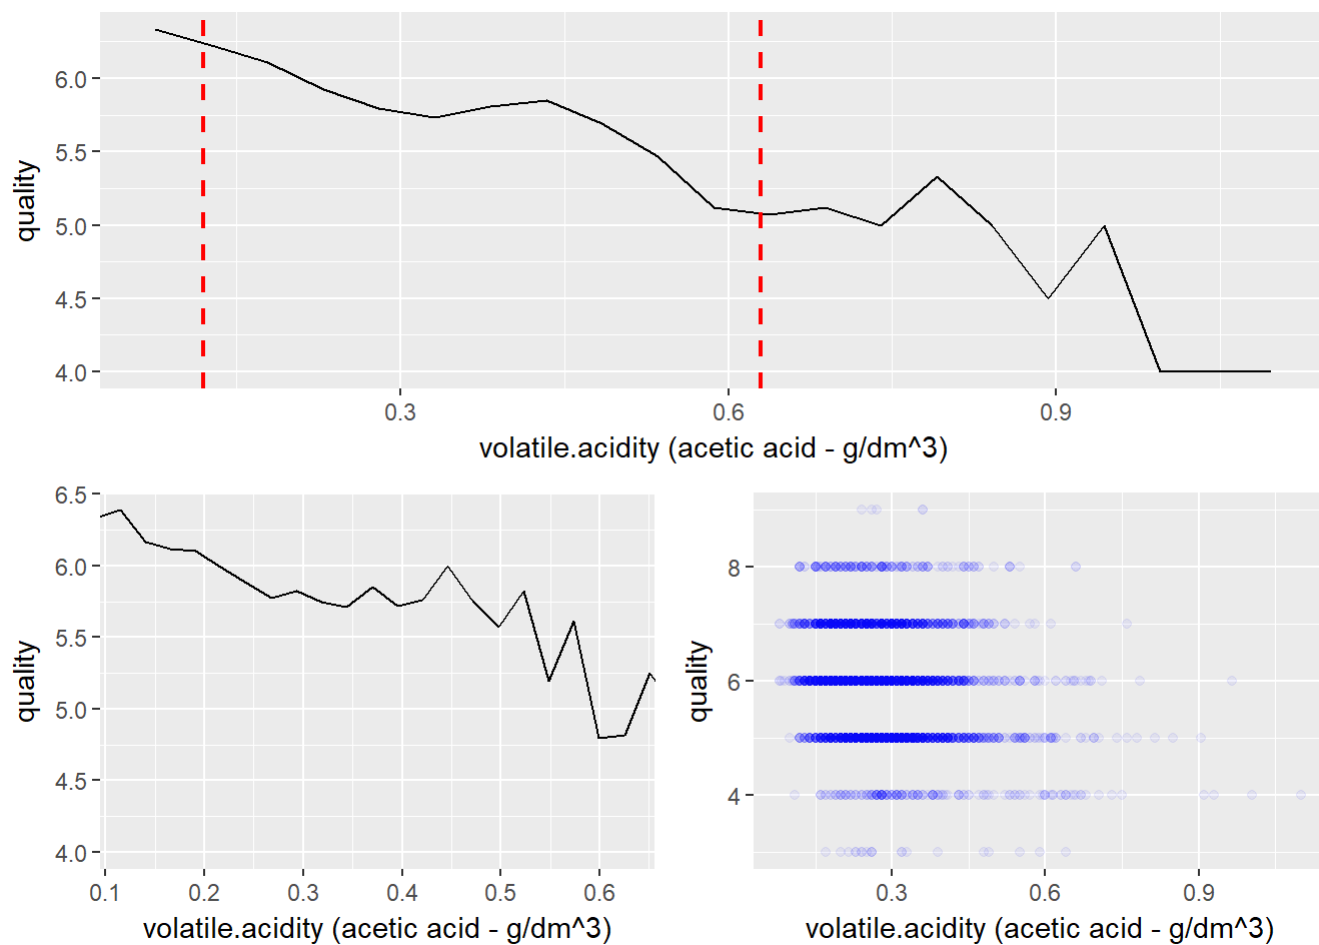 quality
6.0
5.5
5.0
4.5
4.0
0.3 0.6 0.9
volatile.acidity (acetic acid - g/dm^3)
quality
6.5
6.0
5.5
5.0
4.5
4.0
0.1 0.2 0.3 0.4 0.5 0.6
volatile.acidity (acetic acid - g/dm^3)
quality
8
6
4
0.3 0.6 0.9
volatile.acidity (acetic acid - g/dm^3)